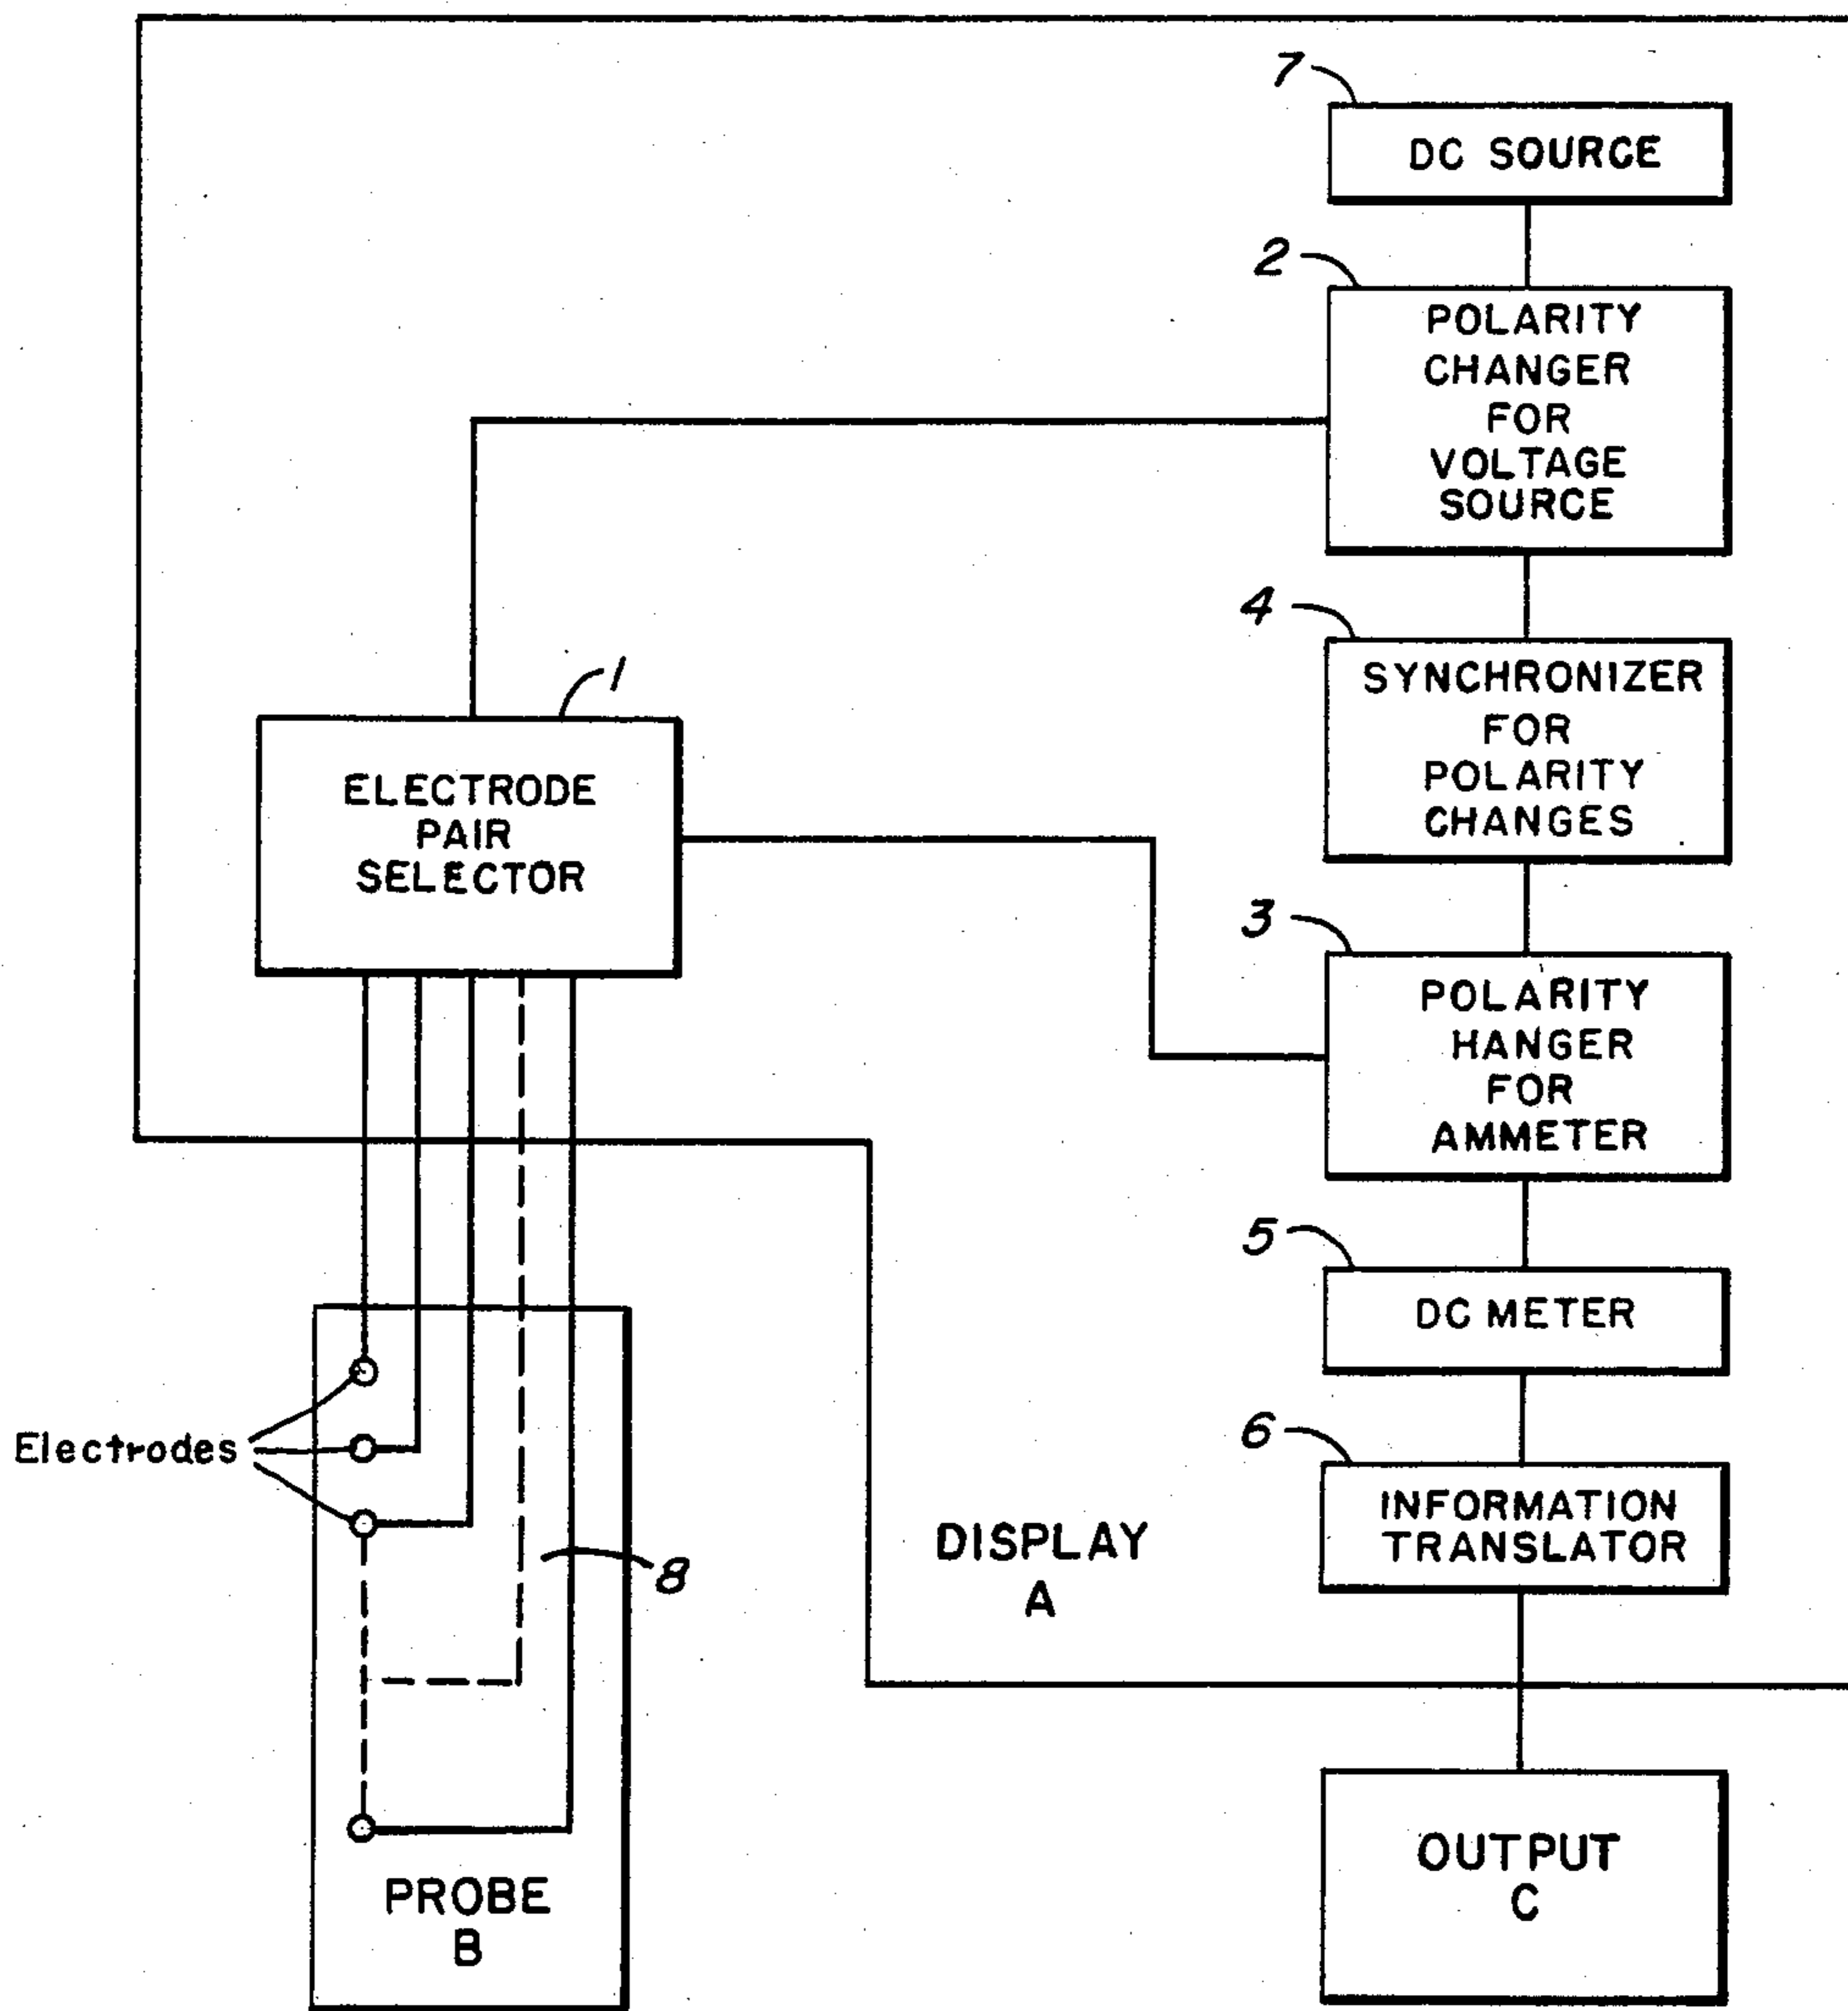 7
DC SOURCE
2
POLARITY
CHANGER
FOR
VOLTAGE
SOURCE
4
SYNCHRONIZER
FOR
POLARITY
CHANGES
1
ELECTRODE
PAIR
SELECTOR
3
POLARITY
HANGER
FOR
AMMETER
5
DC METER
Electrodes
6
INFORMATION
TRANSLATOR
DISPLAY
A
8
PROBE
B
OUTPUT
C